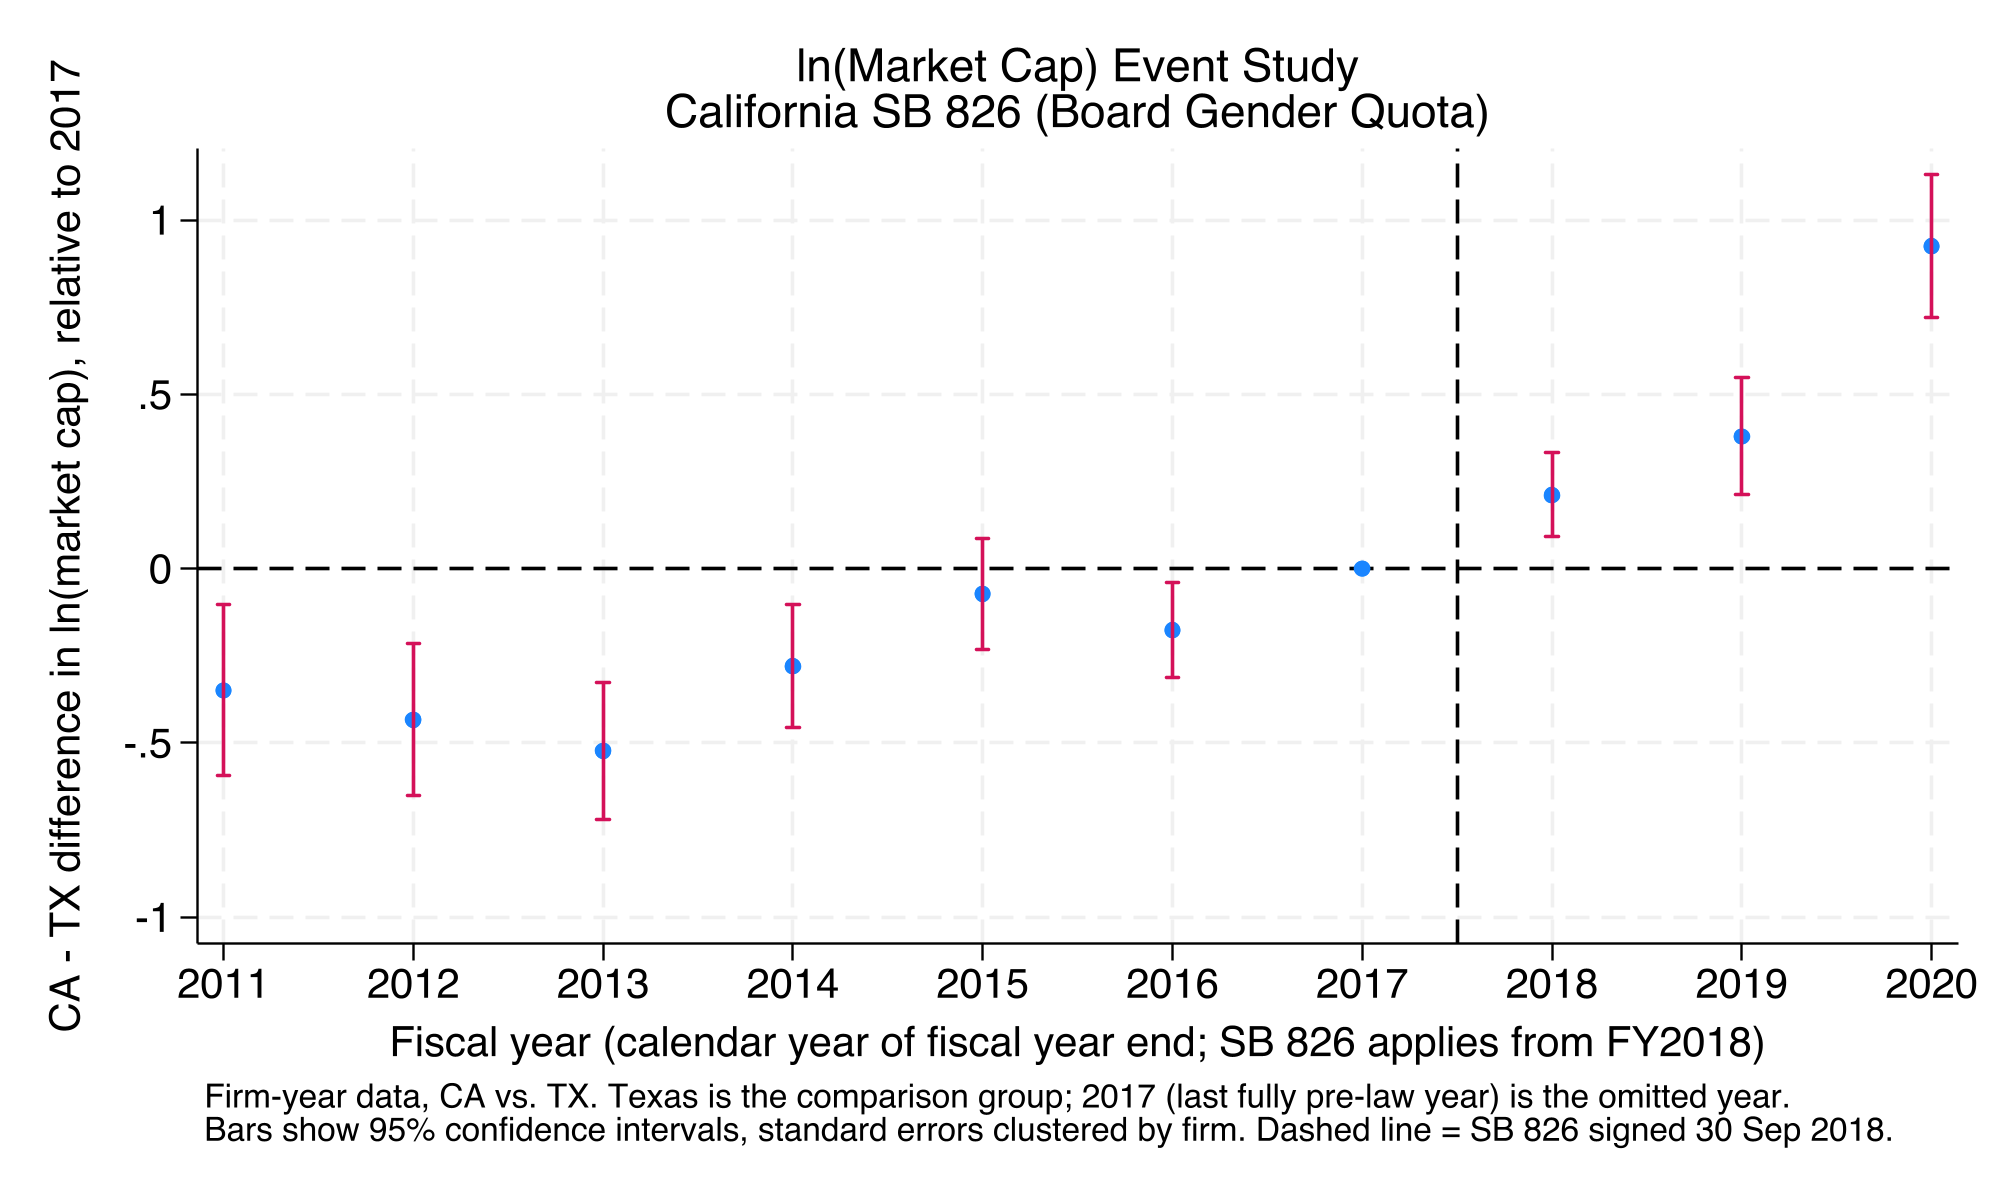 ln(Market Cap) Event Study
California SB 826 (Board Gender Quota)
CA - TX difference in ln(market cap), relative to 2017
1
.5
0
-.5
-1
2011 2012 2013 2014 2015 2016 2017 2018 2019 2020
Fiscal year (calendar year of fiscal year end; SB 826 applies from FY2018)
Firm-year data, CA vs. TX. Texas is the comparison group; 2017 (last fully pre-law year) is the omitted year.
Bars show 95% confidence intervals, standard errors clustered by firm. Dashed line = SB 826 signed 30 Sep 2018.